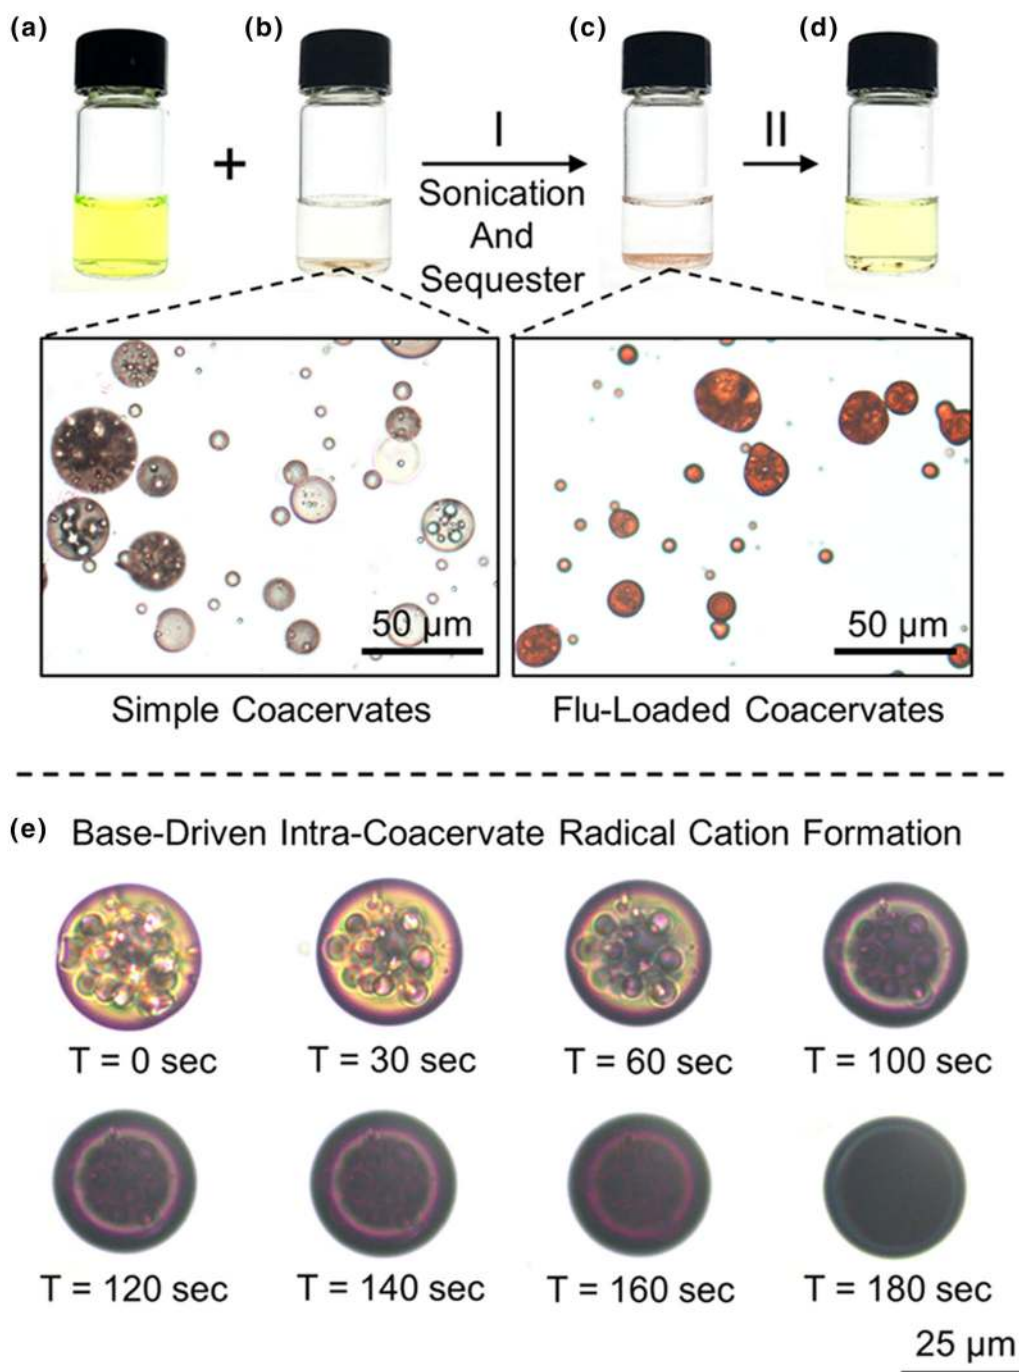 (a) (b) (c) (d)
+ I II
Sonication
And
Sequester
50 µm 50 µm
Simple Coacervates Flu-Loaded Coacervates
(e) Base-Driven Intra-Coacervate Radical Cation Formation
T = 0 sec T = 30 sec T = 60 sec T = 100 sec
T = 120 sec T = 140 sec T = 160 sec T = 180 sec
25 µm